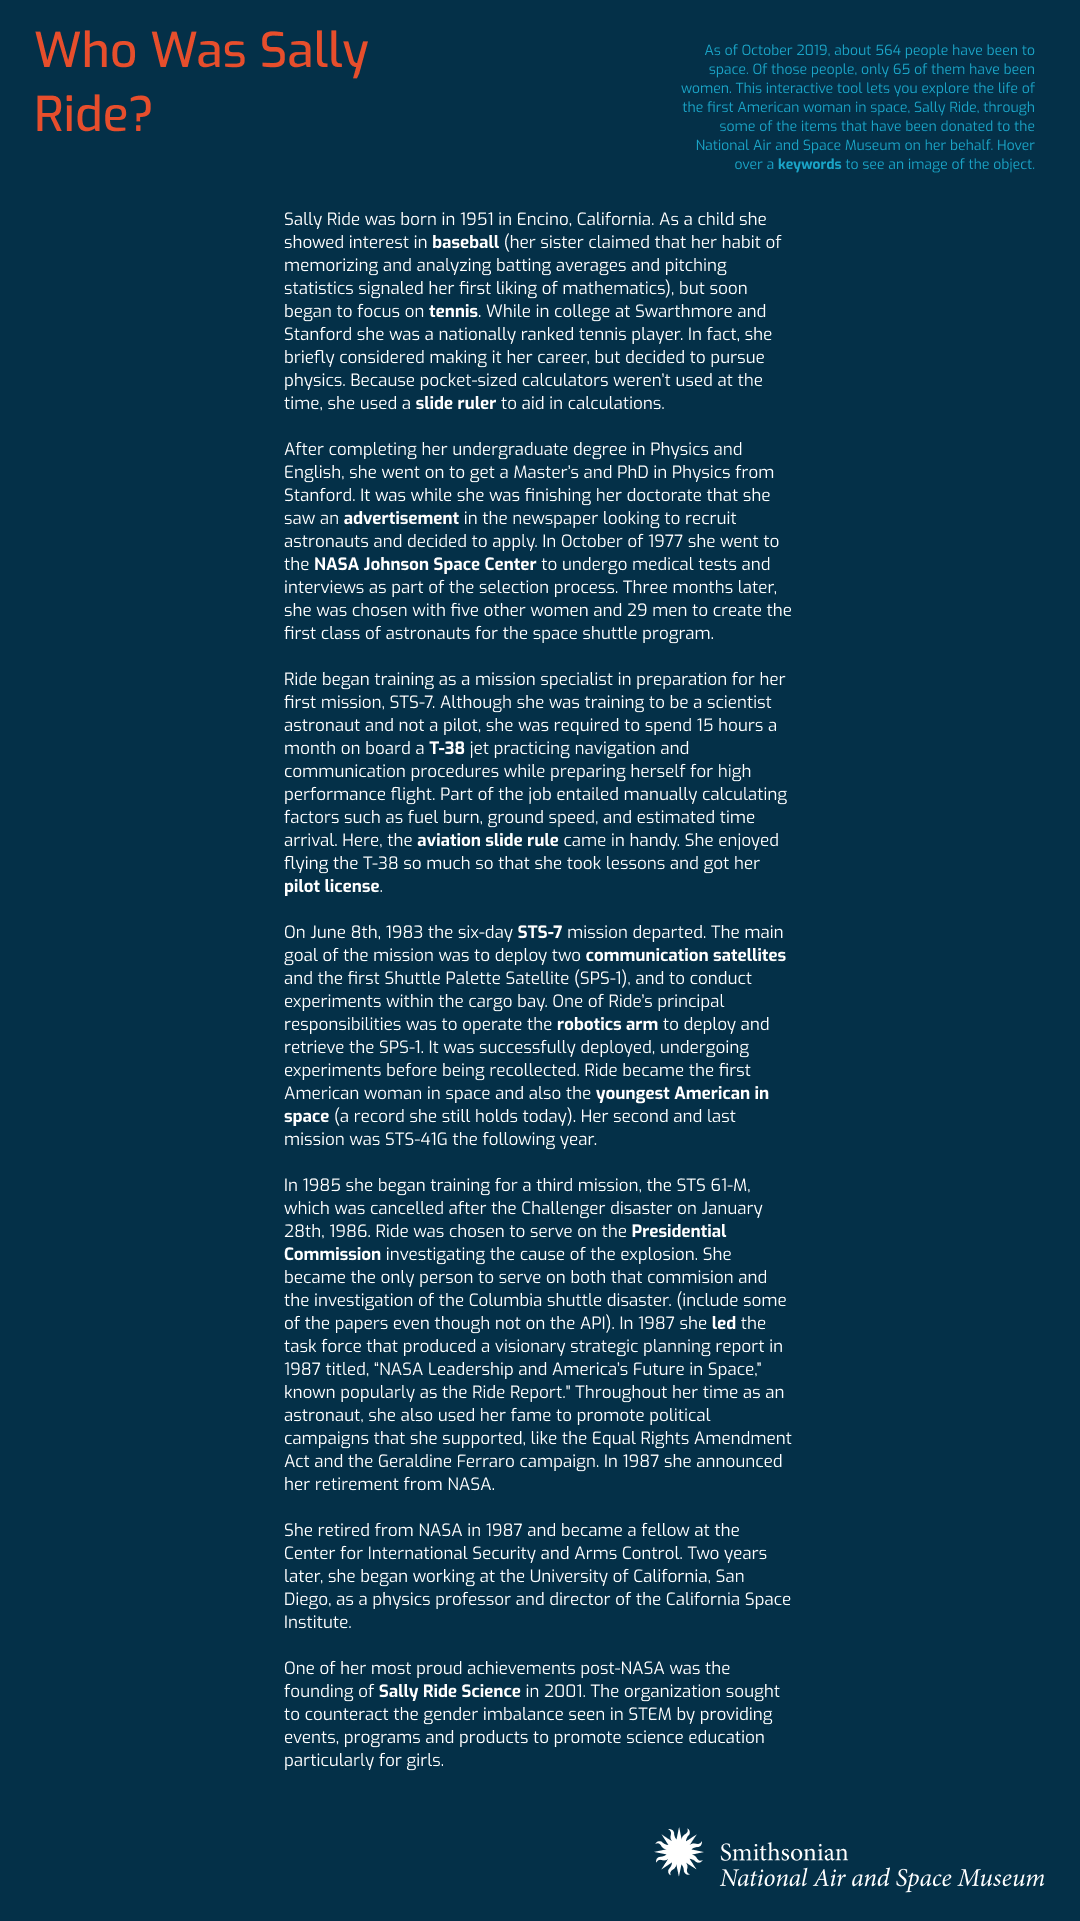 Who Was Sally
Ride?
As of October 2019, about 564 people have been to
space. Of those people, only 65 of them have been
women. This interactive tool lets you explore the life of
the first American woman in space, Sally Ride, through
some of the items that have been donated to the
National Air and Space Museum on her behalf. Hover
over a keywords to see an image of the object.
Sally Ride was born in 1951 in Encino, California. As a child she
showed interest in baseball (her sister claimed that her habit of
memorizing and analyzing batting averages and pitching
statistics signaled her first liking of mathematics), but soon
began to focus on tennis. While in college at Swarthmore and
Stanford she was a nationally ranked tennis player. In fact, she
briefly considered making it her career, but decided to pursue
physics. Because pocket-sized calculators weren't used at the
time, she used a slide ruler to aid in calculations.
After completing her undergraduate degree in Physics and
English, she went on to get a Master's and PhD in Physics from
Stanford. It was while she was finishing her doctorate that she
saw an advertisement in the newspaper looking to recruit
astronauts and decided to apply. In October of 1977 she went to
the NASA Johnson Space Center to undergo medical tests and
interviews as part of the selection process. Three months later,
she was chosen with five other women and 29 men to create the
first class of astronauts for the space shuttle program.
Ride began training as a mission specialist in preparation for her
first mission, STS-7. Although she was training to be a scientist
astronaut and not a pilot, she was required to spend 15 hours a
month on board a T-38 jet practicing navigation and
communication procedures while preparing herself for high
performance flight. Part of the job entailed manually calculating
factors such as fuel burn, ground speed, and estimated time
arrival. Here, the aviation slide rule came in handy. She enjoyed
flying the T-38 so much so that she took lessons and got her
pilot license.
On June 8th, 1983 the six-day STS-7 mission departed. The main
goal of the mission was to deploy two communication satellites
and the first Shuttle Palette Satellite (SPS-1), and to conduct
experiments within the cargo bay. One of Ride's principal
responsibilities was to operate the robotics arm to deploy and
retrieve the SPS-1. It was successfully deployed, undergoing
experiments before being recollected. Ride became the first
American woman in space and also the youngest American in
space (a record she still holds today). Her second and last
mission was STS-41G the following year.
In 1985 she began training for a third mission, the STS 61-M,
which was cancelled after the Challenger disaster on January
28th, 1986. Ride was chosen to serve on the Presidential
Commission investigating the cause of the explosion. She
became the only person to serve on both that commision and
the investigation of the Columbia shuttle disaster. (include some
of the papers even though not on the API). In 1987 she led the
task force that produced a visionary strategic planning report in
1987 titled, “NASA Leadership and America's Future in Space,"
known popularly as the Ride Report." Throughout her time as an
astronaut, she also used her fame to promote political
campaigns that she supported, like the Equal Rights Amendment
Act and the Geraldine Ferraro campaign. In 1987 she announced
her retirement from NASA.
She retired from NASA in 1987 and became a fellow at the
Center for International Security and Arms Control. Two years
later, she began working at the University of California, San
Diego, as a physics professor and director of the California Space
Institute.
One of her most proud achievements post-NASA was the
founding of Sally Ride Science in 2001. The organization sought
to counteract the gender imbalance seen in STEM by providing
events, programs and products to promote science education
particularly for girls.
Smithsonian
National Air and Space Museum